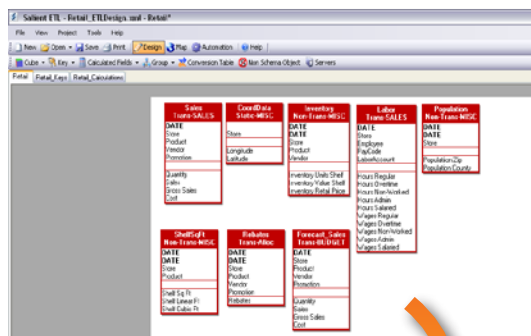 Salient ETL - Retail_ETLDesign.xml - Retail*
File View Project Tools Help
New Open Save Print Design Map Automation Help
Cube Key Calculated Fields Group Conversion Table Non Schema Object Servers
Retail Retail_Keys Retail_Calculations
Sales
Trans-SALES
DATE
Store
Product
Vendor
Promotion
Quantity
Sales
Gross Sales
Cost
CoordData
Static-MISC
Store
Longitude
Latitude
Inventory
Non-Trans-MISC
DATE
DATE
Store
Product
Vendor
Inventory Units Shelf
Inventory Value Shelf
Inventory Retail Price
Labor
Trans-SALES
DATE
Store
Employee
PayCode
LaborAccount
Hours Regular
Hours Overtime
Hours Non-Worked
Hours Admin
Hours Salaried
Wages Regular
Wages Overtime
Wages Non-Worked
Wages Admin
Wages Salaried
Population
Non-Trans-MISC
DATE
DATE
Store
Population Zip
Population County
ShelfSqFt
Non-Trans-MISC
DATE
DATE
Store
Product
Shelf Sq Ft
Shelf Linear Ft
Shelf Cubic Ft
Rebates
Trans-Alloc
DATE
DATE
Store
Product
Vendor
Promotion
Rebates
Forecast_Sales
Trans-BUDGET
DATE
Store
Product
Vendor
Promotion
Quantity
Sales
Gross Sales
Cost